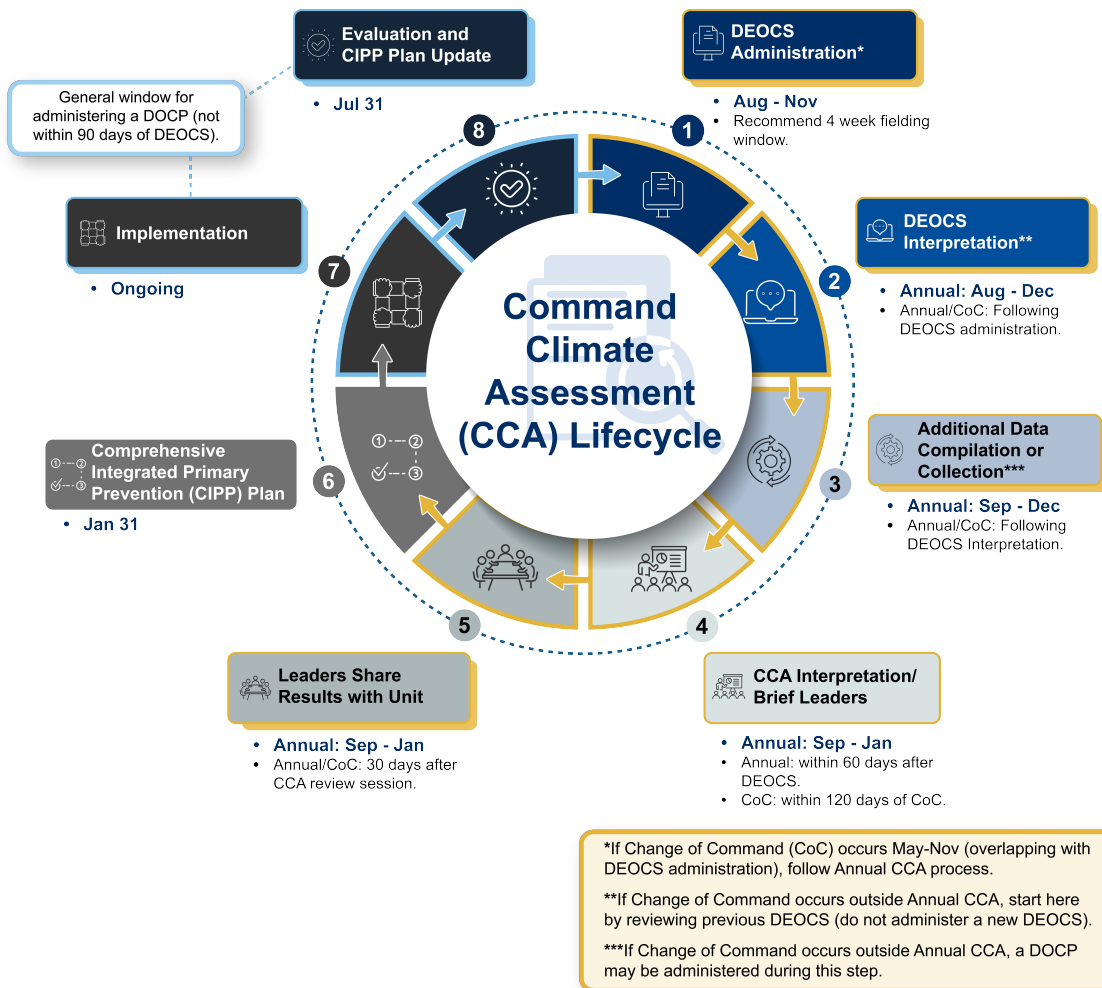 Command
Climate
Assessment
(CCA) Lifecycle
1
DEOCS
Administration*
• Aug - Nov
• Recommend 4 week fielding
window.
2
DEOCS
Interpretation**
• Annual: Aug - Dec
• Annual/CoC: Following
DEOCS administration.
3
Additional Data
Compilation or
Collection***
• Annual: Sep - Dec
• Annual/CoC: Following
DEOCS Interpretation.
4
CCA Interpretation/
Brief Leaders
• Annual: Sep - Jan
• Annual: within 60 days after
DEOCS.
• CoC: within 120 days of CoC.
5
Leaders Share
Results with Unit
• Annual: Sep - Jan
• Annual/CoC: 30 days after
CCA review session.
6
1 2
3
1 2
3
Comprehensive
Integrated Primary
Prevention (CIPP) Plan
• Jan 31
7
Implementation
• Ongoing
8
Evaluation and
CIPP Plan Update
• Jul 31
General window for
administering a DOCP (not
within 90 days of DEOCS).
*If Change of Command (CoC) occurs May-Nov (overlapping with
DEOCS administration), follow Annual CCA process.
**If Change of Command occurs outside Annual CCA, start here
by reviewing previous DEOCS (do not administer a new DEOCS).
***If Change of Command occurs outside Annual CCA, a DOCP
may be administered during this step.